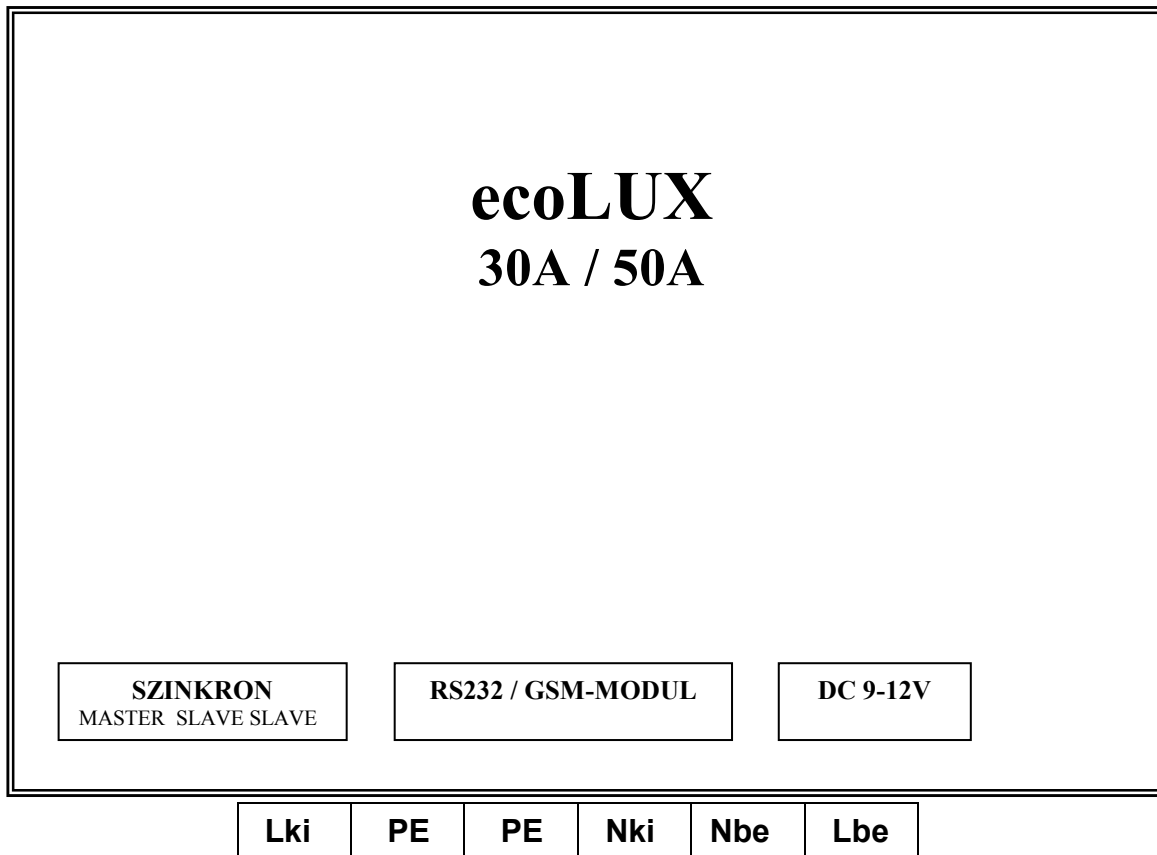 ecoLUX
30A / 50A
SZINKRON
MASTER SLAVE SLAVE
RS232 / GSM-MODUL
DC 9-12V
Lki PE PE Nki Nbe Lbe